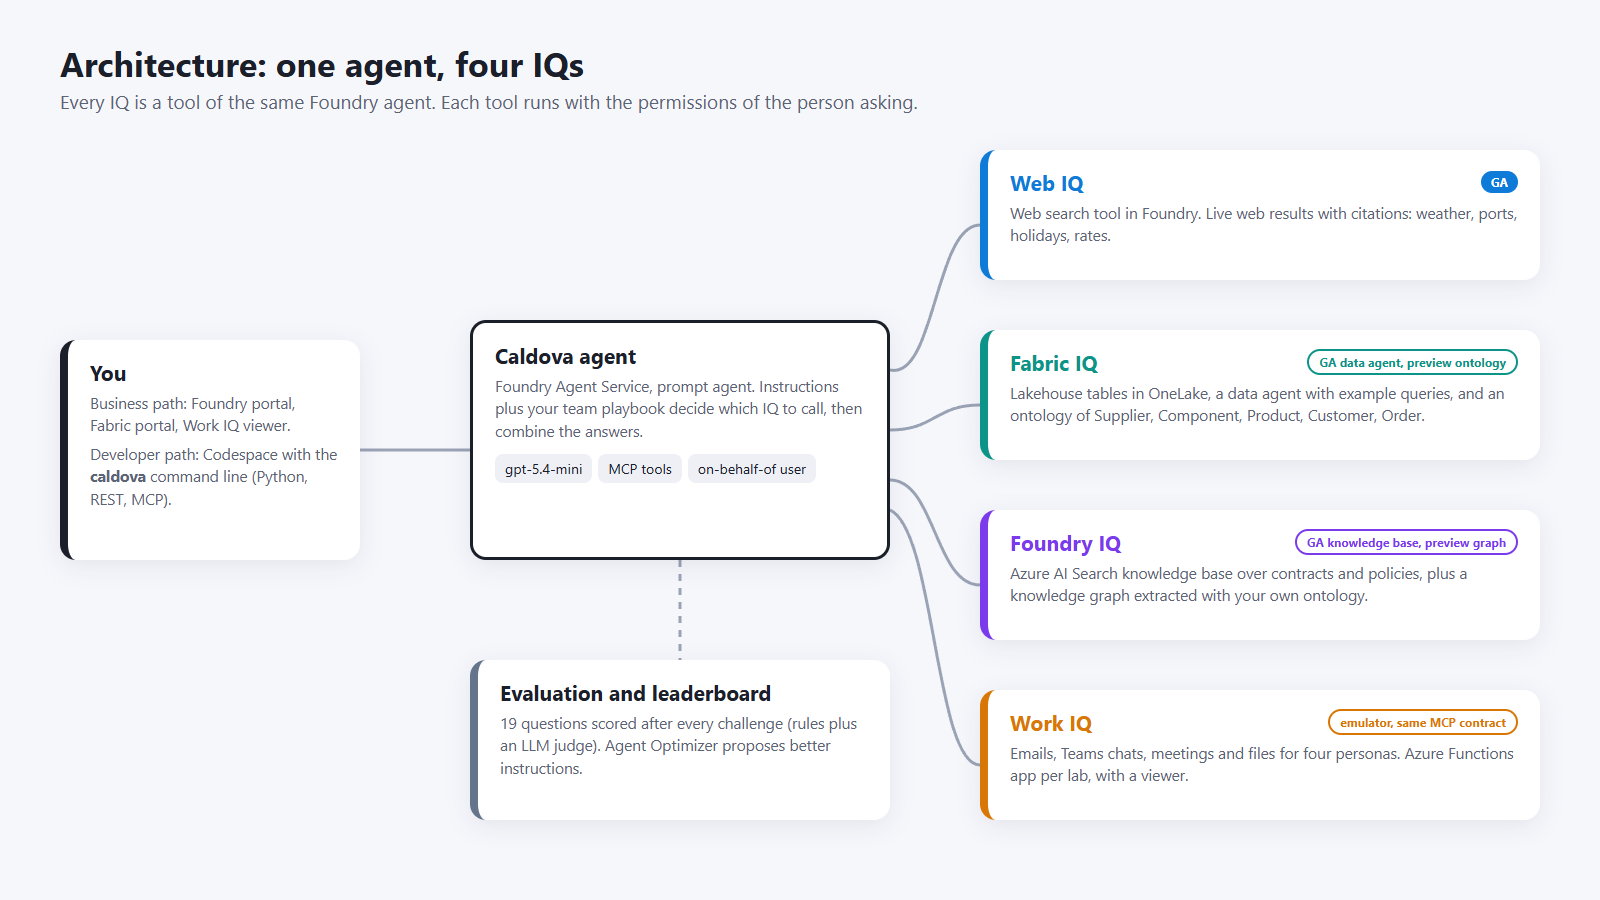 Architecture: one agent, four IQs
Every IQ is a tool of the same Foundry agent. Each tool runs with the permissions of the person asking.
You
Business path: Foundry portal,
Fabric portal, Work IQ viewer.
Developer path: Codespace with the
caldova command line (Python,
REST, MCP).
Caldova agent
Foundry Agent Service, prompt agent. Instructions
plus your team playbook decide which IQ to call, then
combine the answers.
gpt-5.4-mini
MCP tools
on-behalf-of user
Evaluation and leaderboard
19 questions scored after every challenge (rules plus
an LLM judge). Agent Optimizer proposes better
instructions.
Web IQ
GA
Web search tool in Foundry. Live web results with citations: weather, ports,
holidays, rates.
Fabric IQ
GA data agent, preview ontology
Lakehouse tables in OneLake, a data agent with example queries, and an
ontology of Supplier, Component, Product, Customer, Order.
Foundry IQ
GA knowledge base, preview graph
Azure AI Search knowledge base over contracts and policies, plus a
knowledge graph extracted with your own ontology.
Work IQ
emulator, same MCP contract
Emails, Teams chats, meetings and files for four personas. Azure Functions
app per lab, with a viewer.